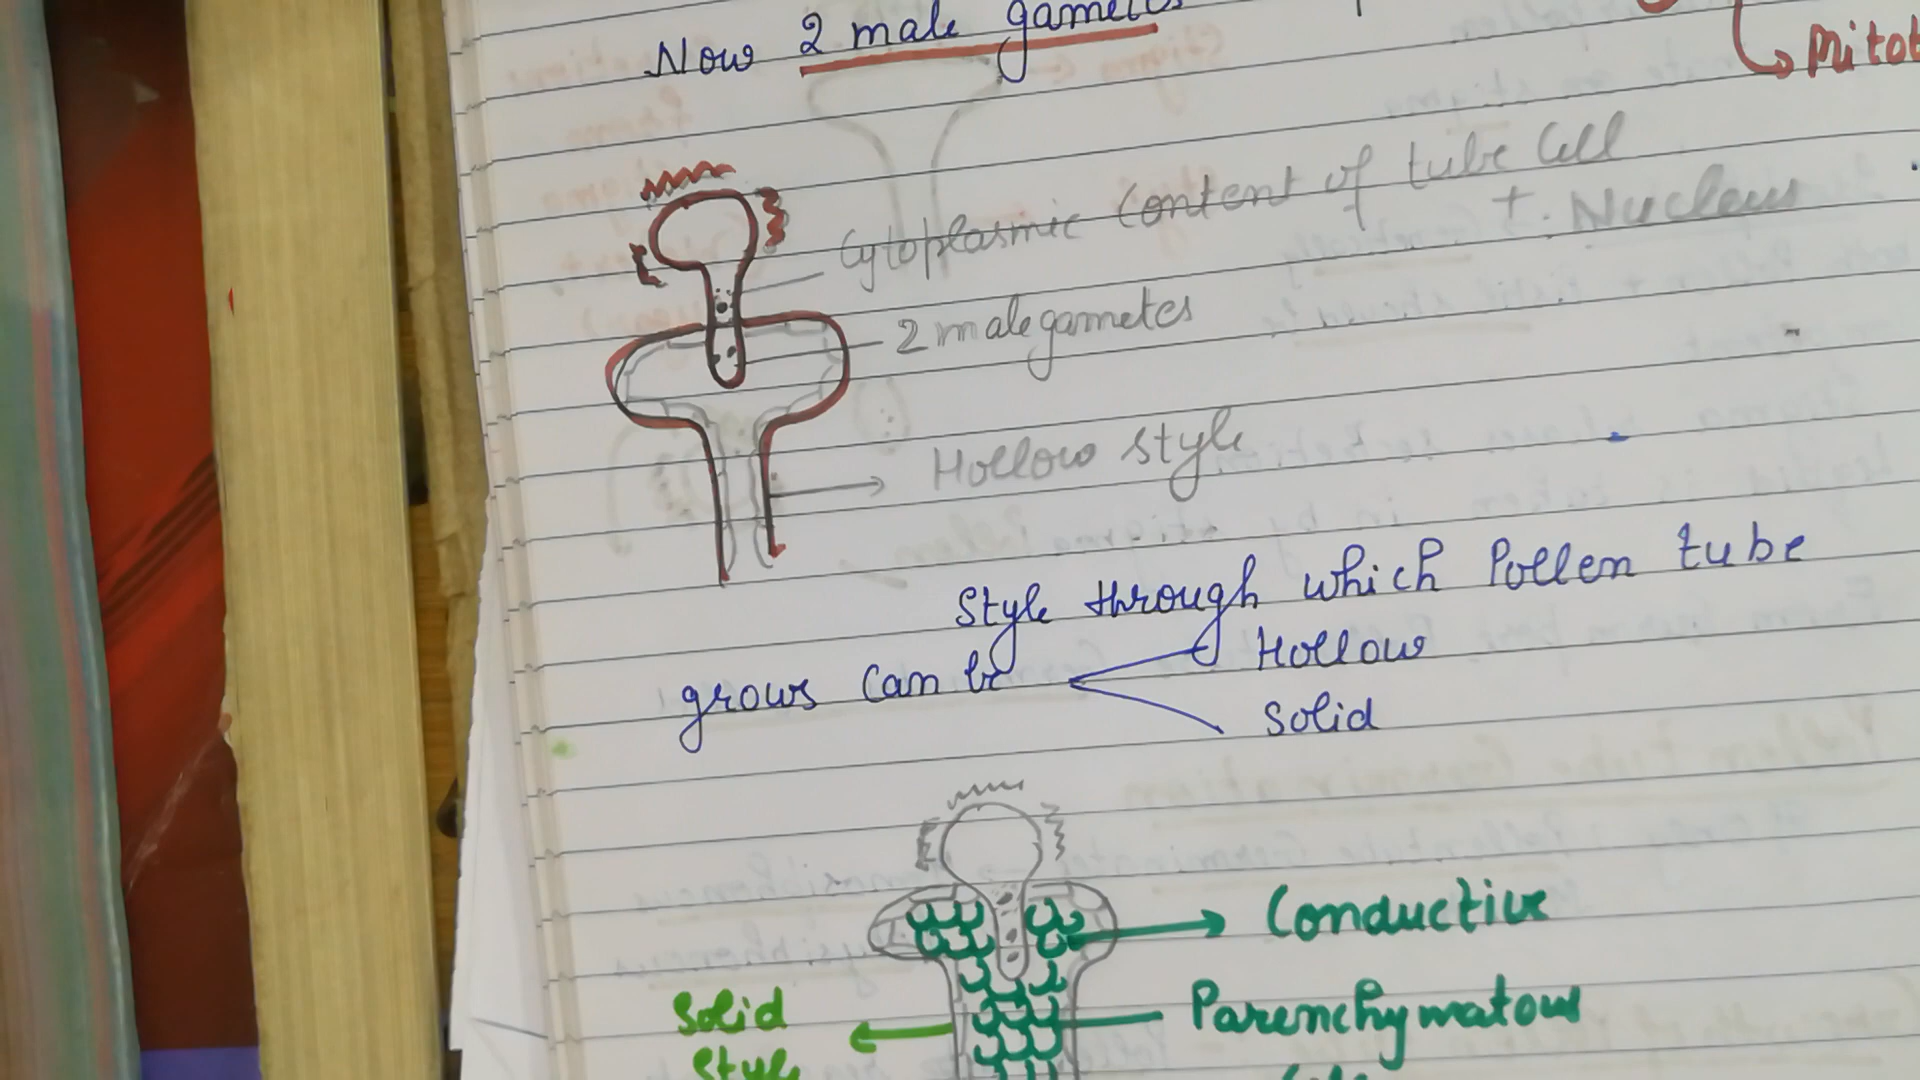 Now 2 male gametes
Mitot
Cytoplasmic Content of tube Cell
+ Nucleus
2 male gametes
Hollow style
Style through which Pollen tube
grows can be
Hollow
Solid
Conductive
Solid
Style
Parenchymatous